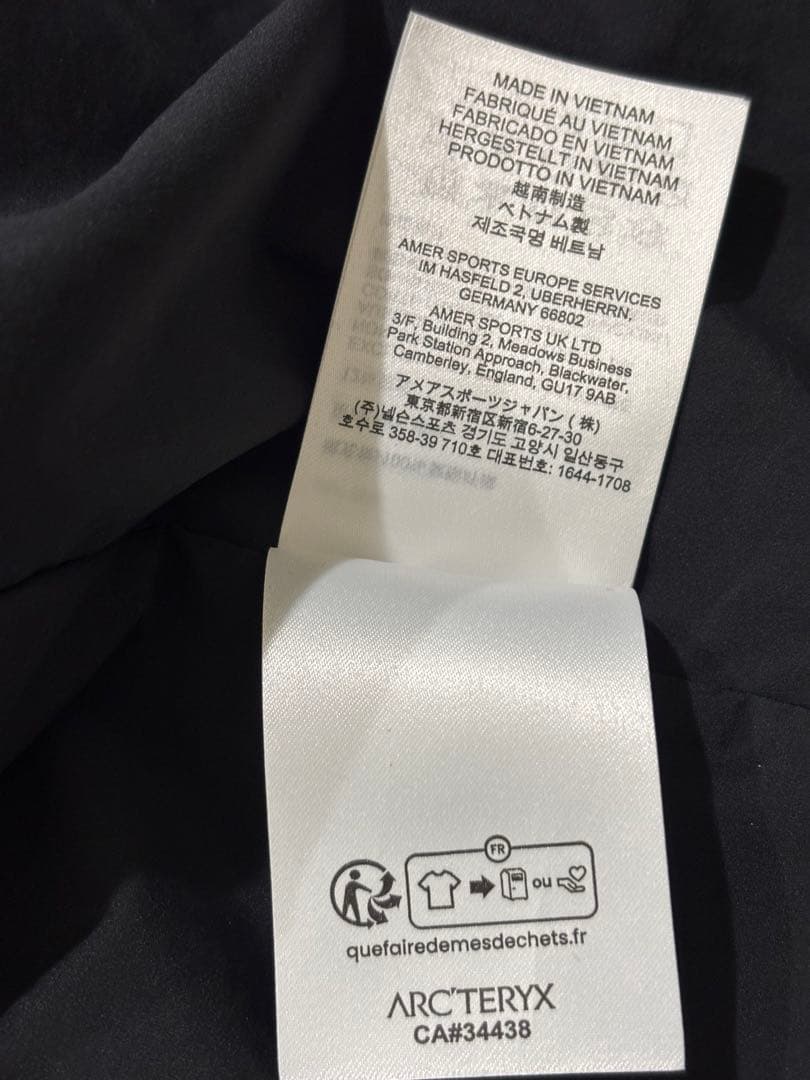 MADE IN VIETNAM
FABRIQUÉ AU VIETNAM
FABRICADO EN VIETNAM
HERGESTELLT IN VIETNAM
PRODOTTO IN VIETNAM
越南制造
ベトナム製
제조국명 베트남
AMER SPORTS EUROPE SERVICES
IM HASFELD 2, UBERHERRN,
GERMANY 66802
AMER SPORTS UK LTD
3/F, Building 2, Meadows Business
Park Station Approach, Blackwater,
Camberley, England, GU17 9AB
アメアスポーツジャパン ( 株)
東京都新宿区新宿6-27-30
(주)넬슨스포츠 경기도 고양시 일산동구
호수로 358-39 710호 대표번호: 1644-1708
FR
ou
quefairedemesdechets.fr
ARC'TERYX
CA#34438